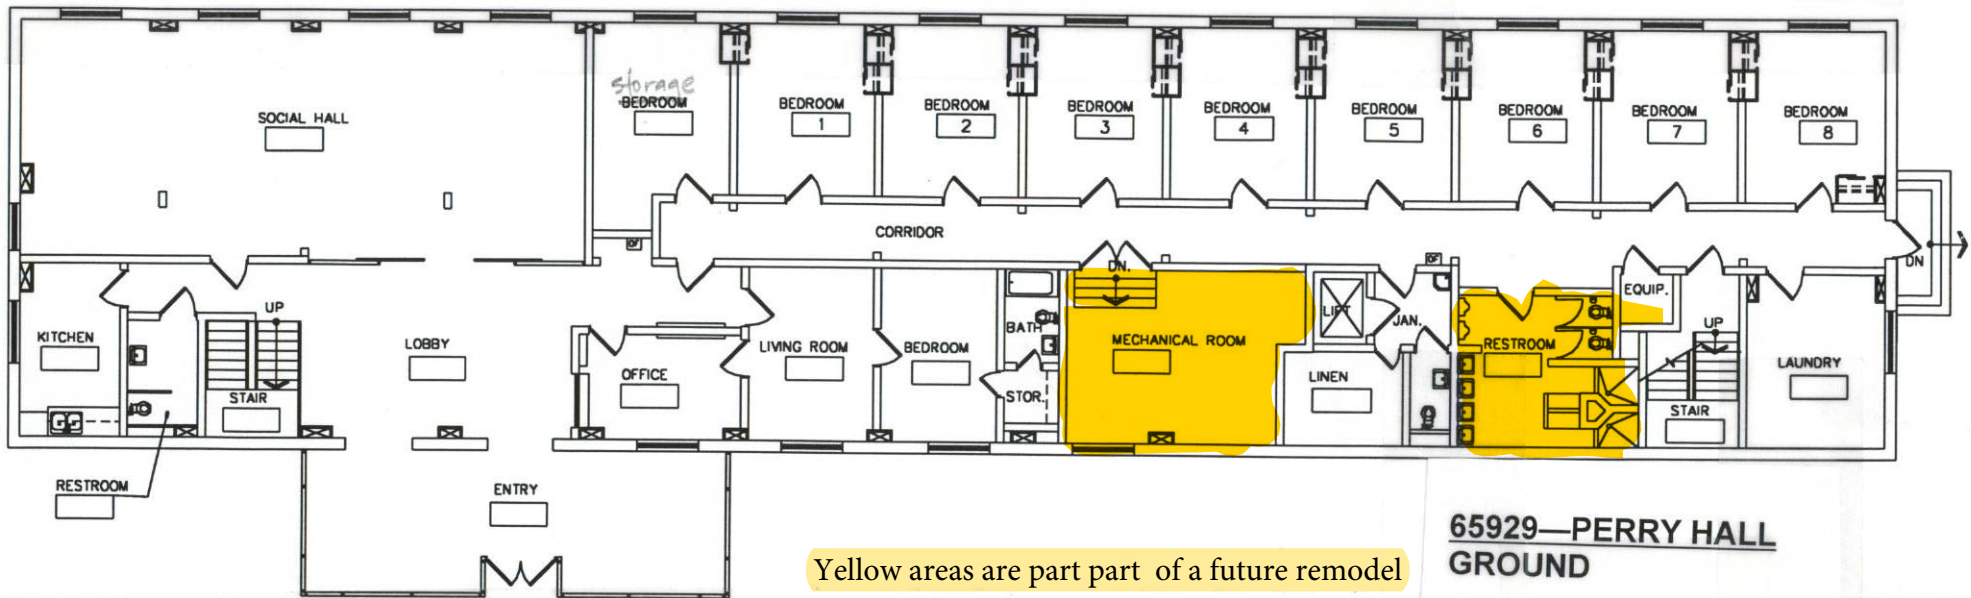 storage
BEDROOM
BEDROOM
1
BEDROOM
2
BEDROOM
3
BEDROOM
4
BEDROOM
5
BEDROOM
6
BEDROOM
7
BEDROOM
8
SOCIAL HALL
CORRIDOR
DF
DF
DN.
DN
KITCHEN
UP
STAIR
LOBBY
OFFICE
LIVING ROOM
BEDROOM
BATH
STOR.
MECHANICAL ROOM
LIFT
JAN.
LINEN
RESTROOM
EQUIP.
UP
STAIR
LAUNDRY
RESTROOM
ENTRY
Yellow areas are part part of a future remodel
65929—PERRY HALL
GROUND